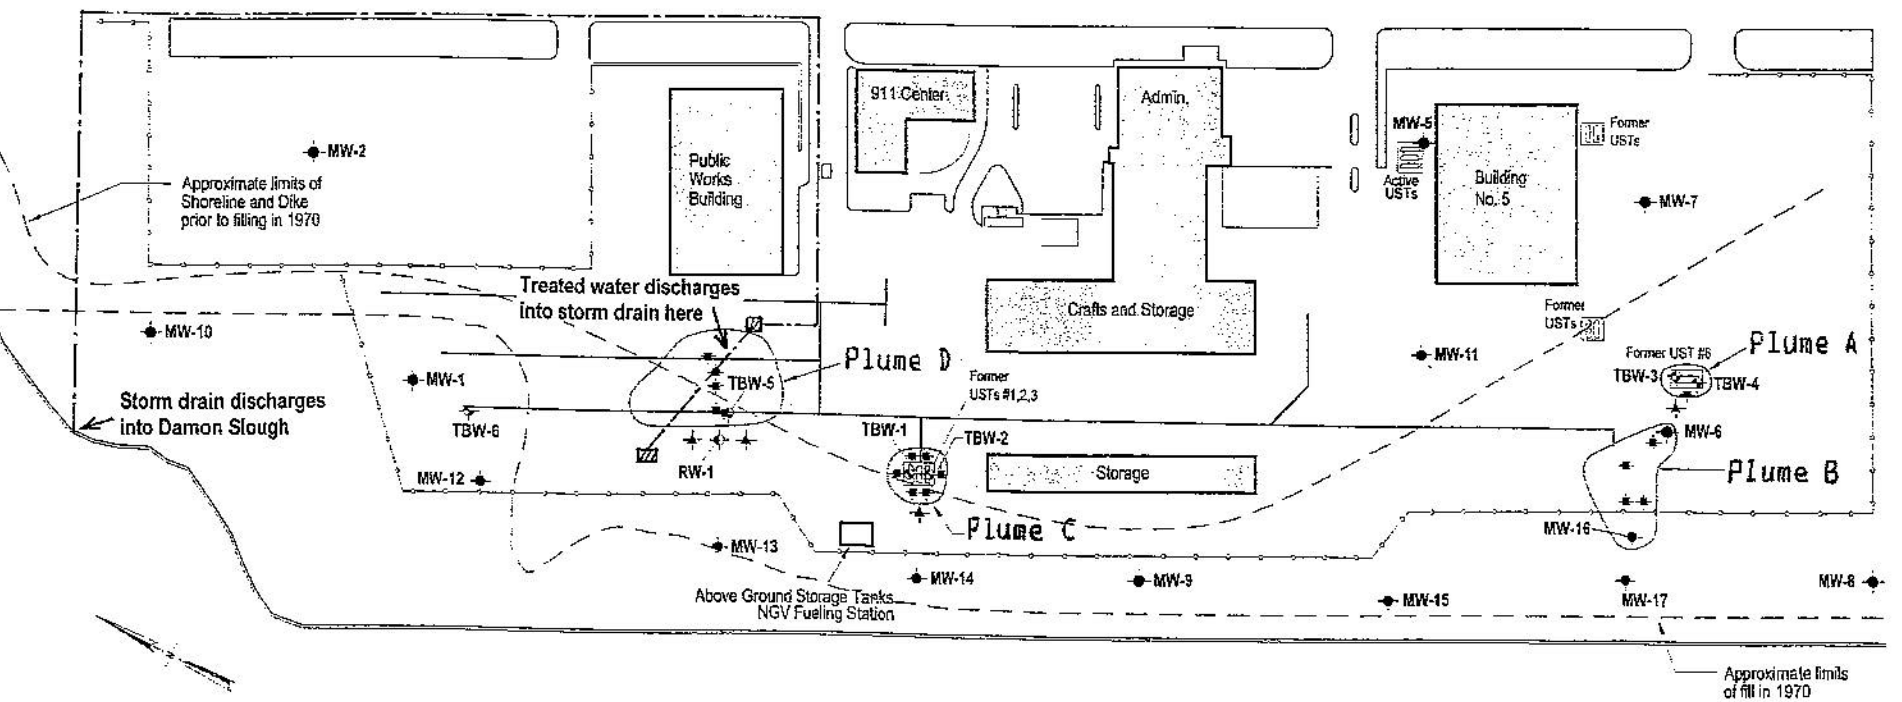 911 Center
Admin.
MW-5
Former
USTs
MW-2
Public
Works
Building
Approximate limits of
Shoreline and Dike
prior to filling in 1970
Active
USTs
Building
No. 5
MW-7
Treated water discharges
into storm drain here
Crafts and Storage
Former
USTs
MW-10
MW-11
Plume A
Former UST #6
TBW-3
TBW-4
Plume D
MW-1
TBW-5
Former
USTs #1,2,3
Storm drain discharges
into Damon Slough
TBW-6
TBW-1
TBW-2
MW-6
MW-12
RW-1
Storage
Plume B
Plume C
MW-16
MW-13
MW-14
MW-9
MW-15
MW-17
MW-8
Above Ground Storage Tanks
NGV Fueling Station
Approximate limits
of fill in 1970